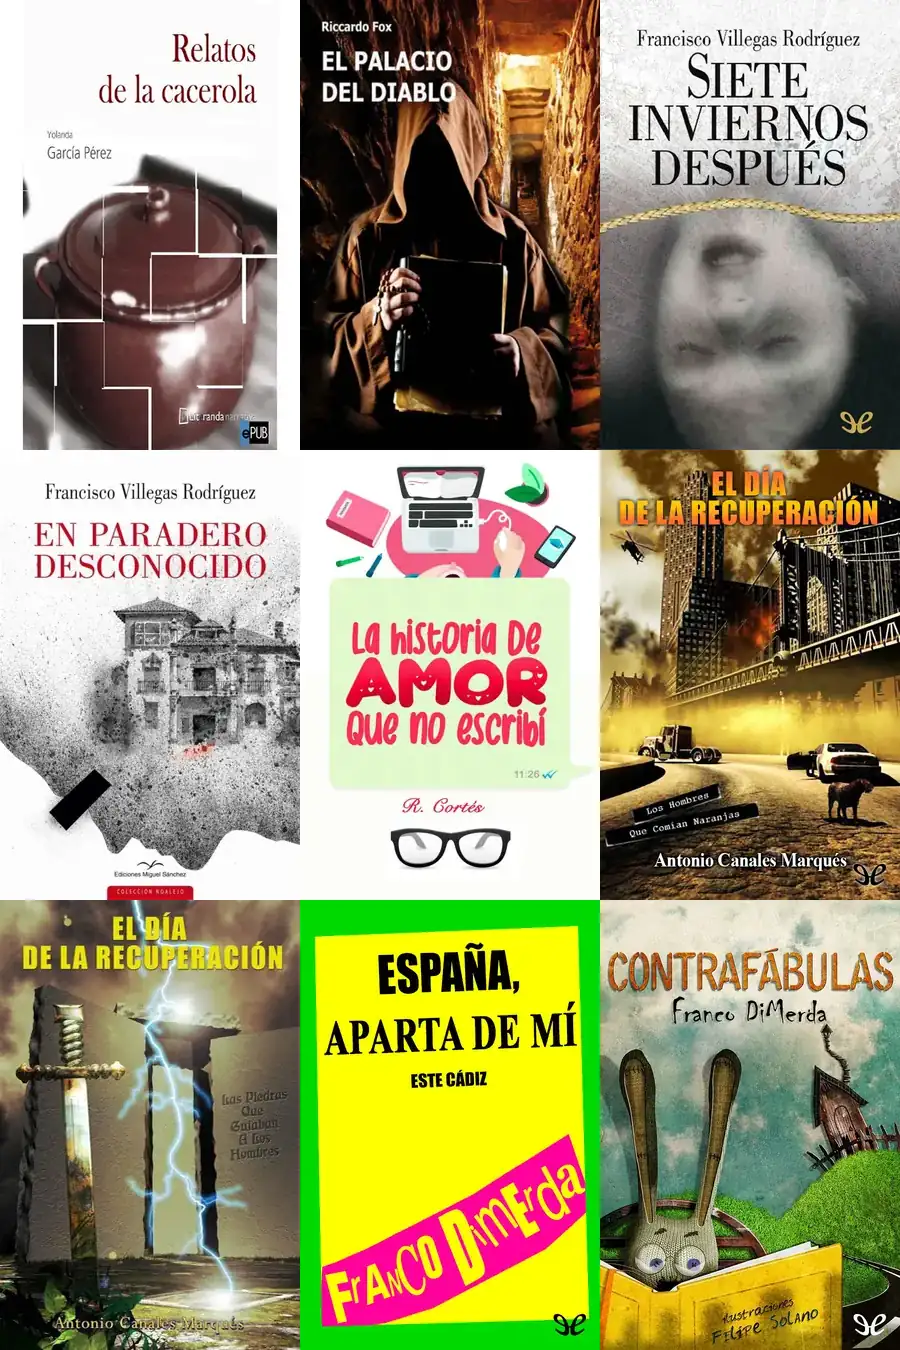 Relatos
de la cacerola
Yolanda
García Pérez
ePUB
Riccardo Fox
EL PALACIO
DEL DIABLO
Francisco Villegas Rodríguez
SIETE
INVIERNOS
DESPUÉS
Francisco Villegas Rodríguez
EN PARADERO
DESCONOCIDO
Ediciones Miguel Sánchez
COLECCIÓN NOALEJO
LA historia DE
AMOR
Que no escribí
11:26
R. Cortés
EL DÍA
DE LA RECUPERACIÓN
Los Hombres
Que Comían Naranjas
Antonio Canales Marqués
EL DÍA
DE LA RECUPERACIÓN
Las Piedras
Que
Guiaban
A Los
Hombres
Antonio Canales Marqués
ESPAÑA,
APARTA DE MÍ
ESTE CÁDIZ
FrANCO DimErda
CONTRAFÁBULAS
Franco DiMerda
ilustraciones
FELIPE SOLANO